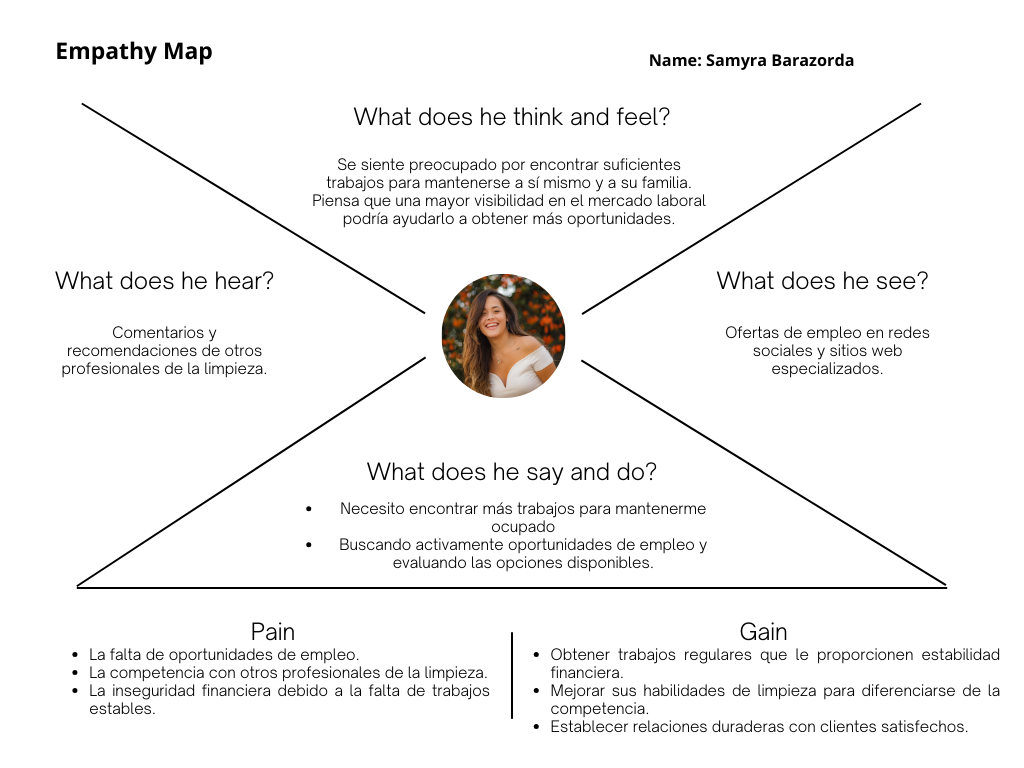 Empathy Map
Name: Samyra Barazorda
What does he think and feel?
Se siente preocupado por encontrar suficientes
trabajos para mantenerse a sí mismo y a su familia.
Piensa que una mayor visibilidad en el mercado laboral
podría ayudarlo a obtener más oportunidades.
What does he hear?
Comentarios y
recomendaciones de otros
profesionales de la limpieza.
What does he see?
Ofertas de empleo en redes
sociales y sitios web
especializados.
What does he say and do?
• Necesito encontrar más trabajos para mantenerme
ocupado
• Buscando activamente oportunidades de empleo y
evaluando las opciones disponibles.
Pain
• La falta de oportunidades de empleo.
• La competencia con otros profesionales de la limpieza.
• La inseguridad financiera debido a la falta de trabajos
estables.
Gain
• Obtener trabajos regulares que le proporcionen estabilidad
financiera.
• Mejorar sus habilidades de limpieza para diferenciarse de la
competencia.
• Establecer relaciones duraderas con clientes satisfechos.